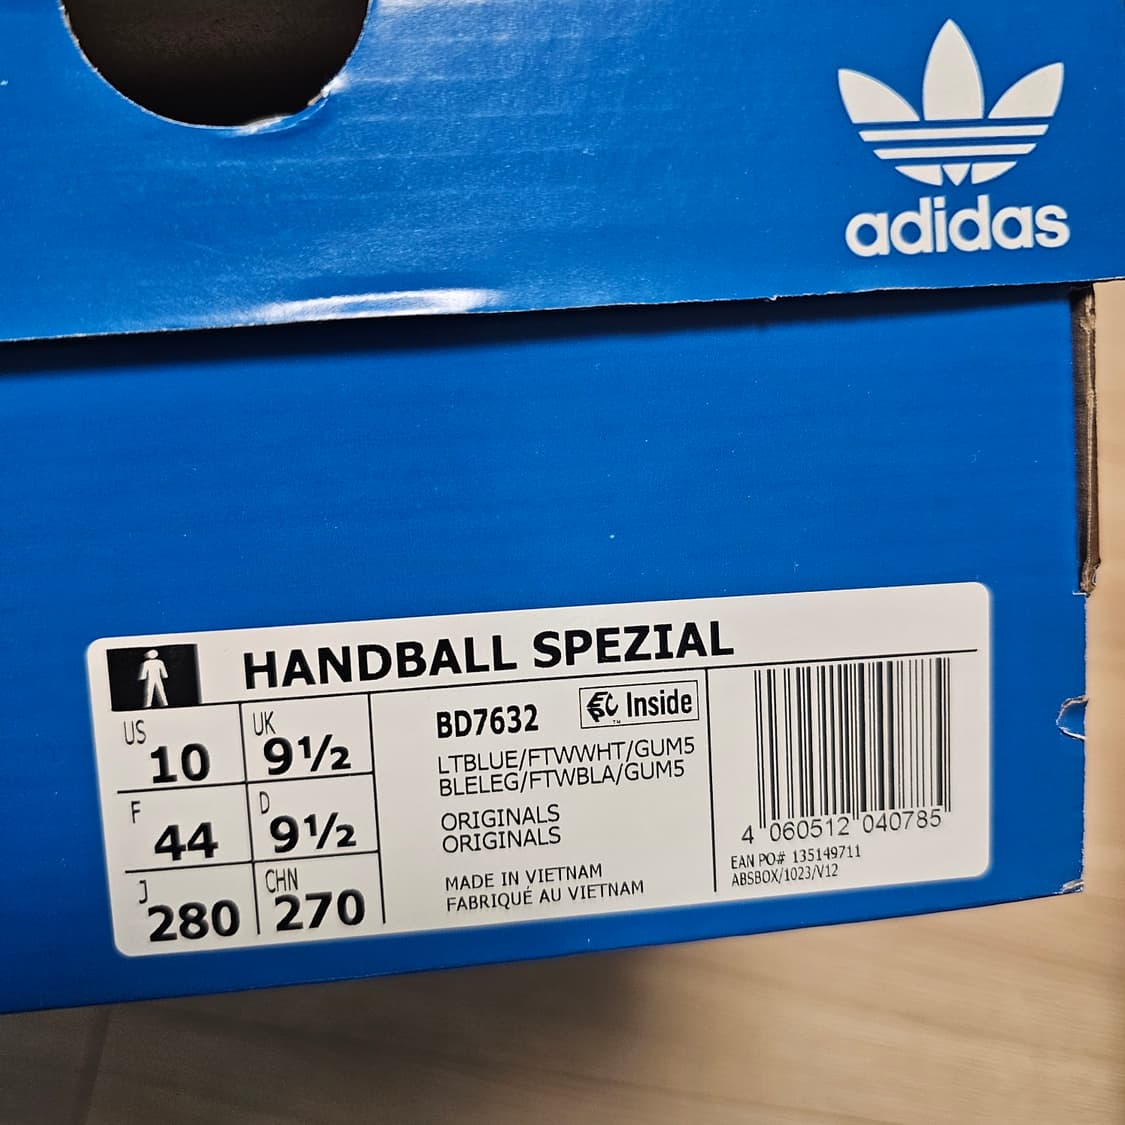 adidas
HANDBALL SPEZIAL
US
10
UK
9½
F
44
D
9½
J
280
CHN
270
BD7632
EPC™ Inside
LTBLUE/FTWWHT/GUM5
BLELEG/FTWBLA/GUM5
ORIGINALS
ORIGINALS
MADE IN VIETNAM
FABRIQUÉ AU VIETNAM
4 060512 040785
EAN PO# 135149711
ABSBOX/1023/V12